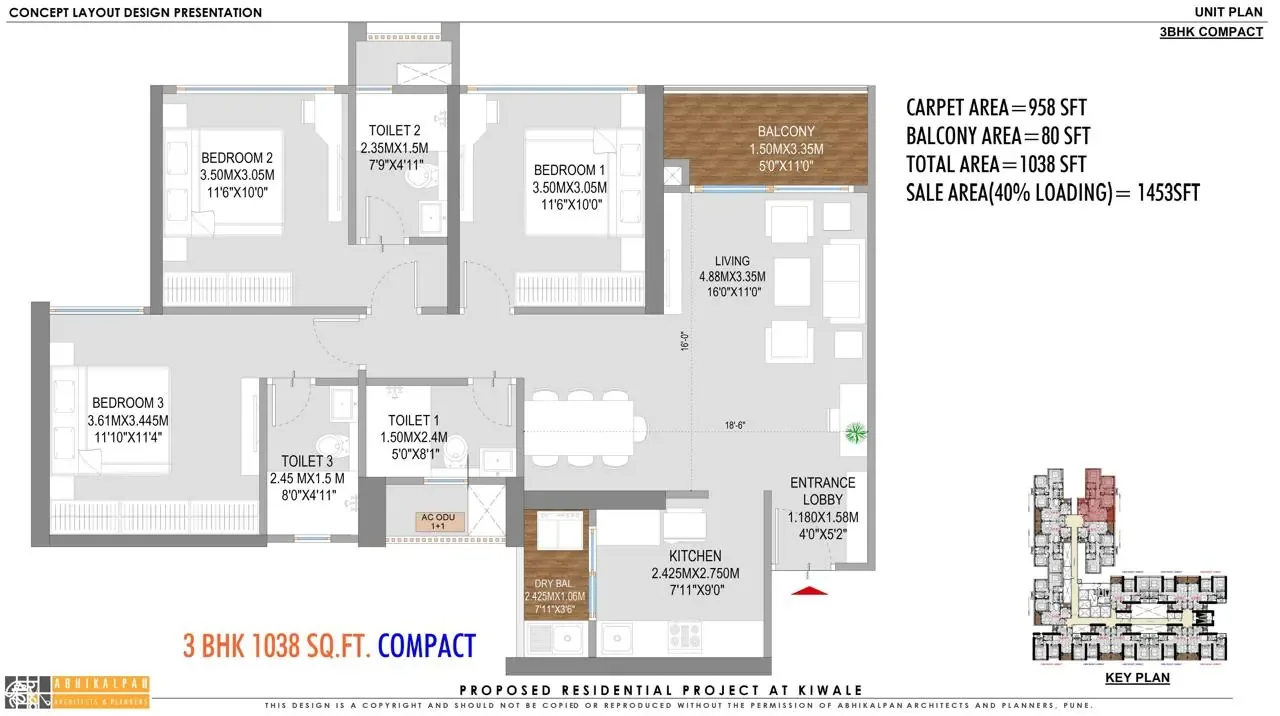 CONCEPT LAYOUT DESIGN PRESENTATION
UNIT PLAN
3BHK COMPACT
CARPET AREA=958 SFT
BALCONY AREA=80 SFT
TOTAL AREA=1038 SFT
SALE AREA(40% LOADING)= 1453SFT
BALCONY
1.50MX3.35M
5'0"X11'0"
TOILET 2
2.35MX1.5M
7'9"X4'11"
BEDROOM 2
3.50MX3.05M
11'6"X10'0"
BEDROOM 1
3.50MX3.05M
11'6"X10'0"
LIVING
4.88MX3.35M
16'0"X11'0"
16'-0"
18'-6"
BEDROOM 3
3.61MX3.445M
11'10"X11'4"
TOILET 1
1.50MX2.4M
5'0"X8'1"
TOILET 3
2.45 MX1.5 M
8'0"X4'11"
AC ODU
1+1
ENTRANCE
LOBBY
1.180X1.58M
4'0"X5'2"
KITCHEN
2.425MX2.750M
7'11"X9'0"
DRY BAL.
2.425MX1.06M
7'11"X3'6"
3 BHK 1038 SQ.FT. COMPACT
KEY PLAN
ABHIKALPAN
ARCHITECTS & PLANNERS
PROPOSED RESIDENTIAL PROJECT AT KIWALE
THIS DESIGN IS A COPYRIGHT AND SHOULD NOT BE COPIED OR REPRODUCED WITHOUT THE PERMISSION OF ABHIKALPAN ARCHITECTS AND PLANNERS, PUNE.